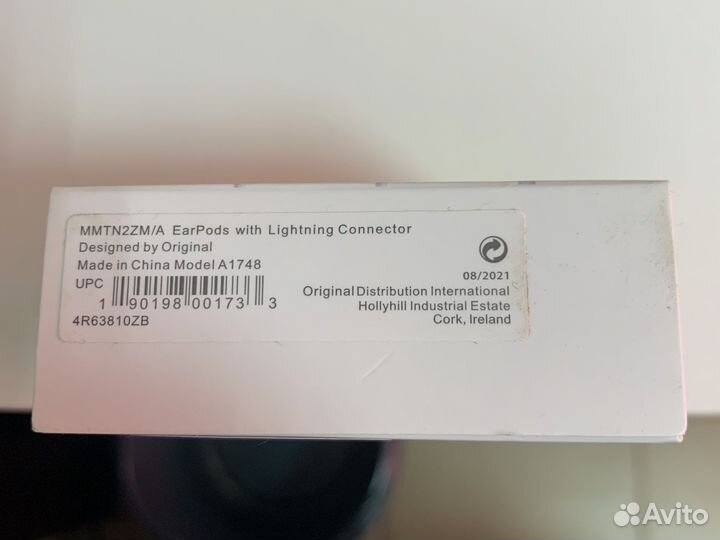 MMTN2ZM/A EarPods with Lightning Connector
Designed by Original
Made in China Model A1748
UPC
1 90198 00173 3
4R63810ZB
08/2021
Original Distribution International
Hollyhill Industrial Estate
Cork, Ireland
Avito